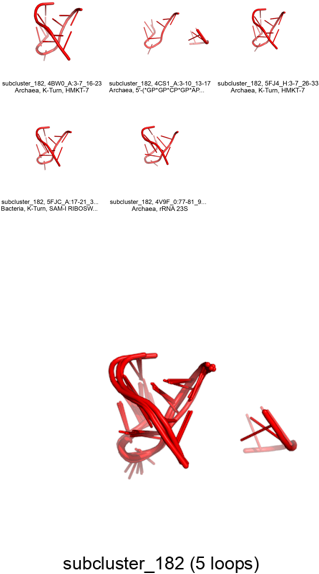 subcluster_182, 4BW0_A:3-7_16-23
Archaea, K-Turn, HMKT-7
subcluster_182, 4CS1_A:3-10_13-17
Archaea, 5'-(*GP*GP*CP*GP*AP...
subcluster_182, 5FJ4_H:3-7_26-33
Archaea, K-Turn, HMKT-7
subcluster_182, 5FJC_A:17-21_3...
Bacteria, K-Turn, SAM-I RIBOSW...
subcluster_182, 4V9F_0:77-81_9...
Archaea, rRNA 23S
subcluster_182 (5 loops)